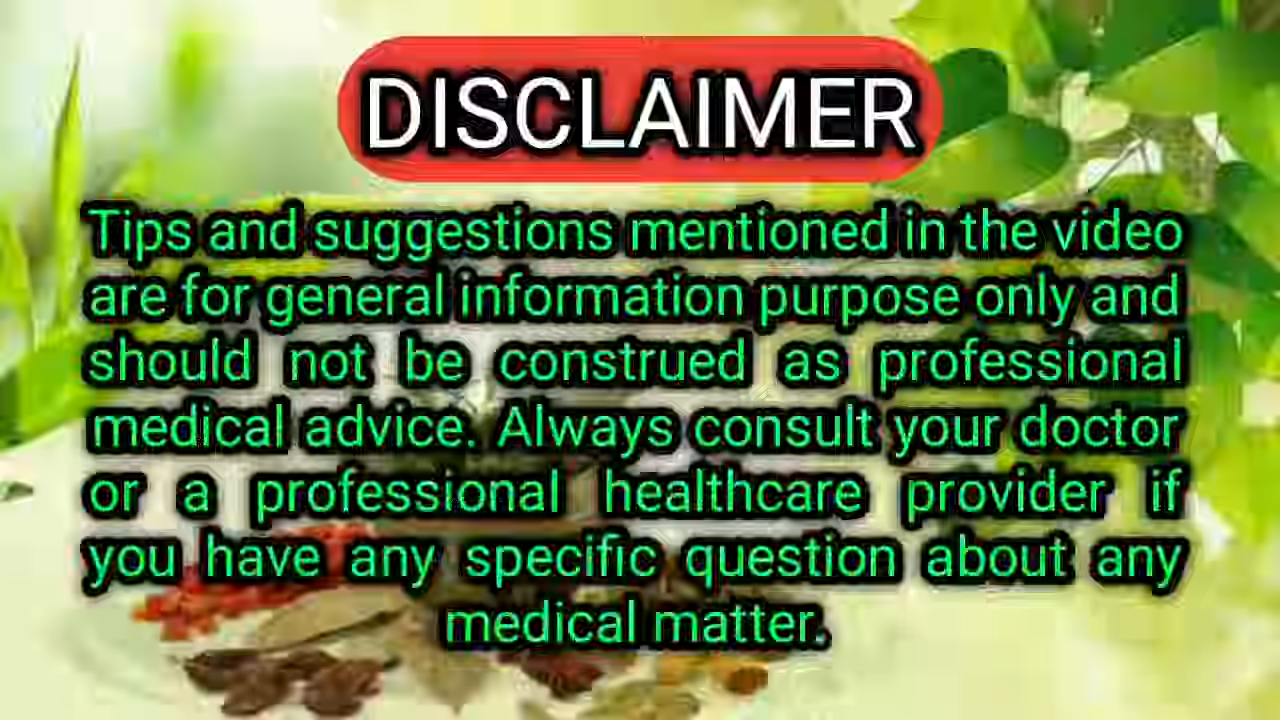 DISCLAIMER
Tips and suggestions mentioned in the video
are for general information purpose only and
should not be construed as professional
medical advice. Always consult your doctor
or a professional healthcare provider if
you have any specific question about any
medical matter.